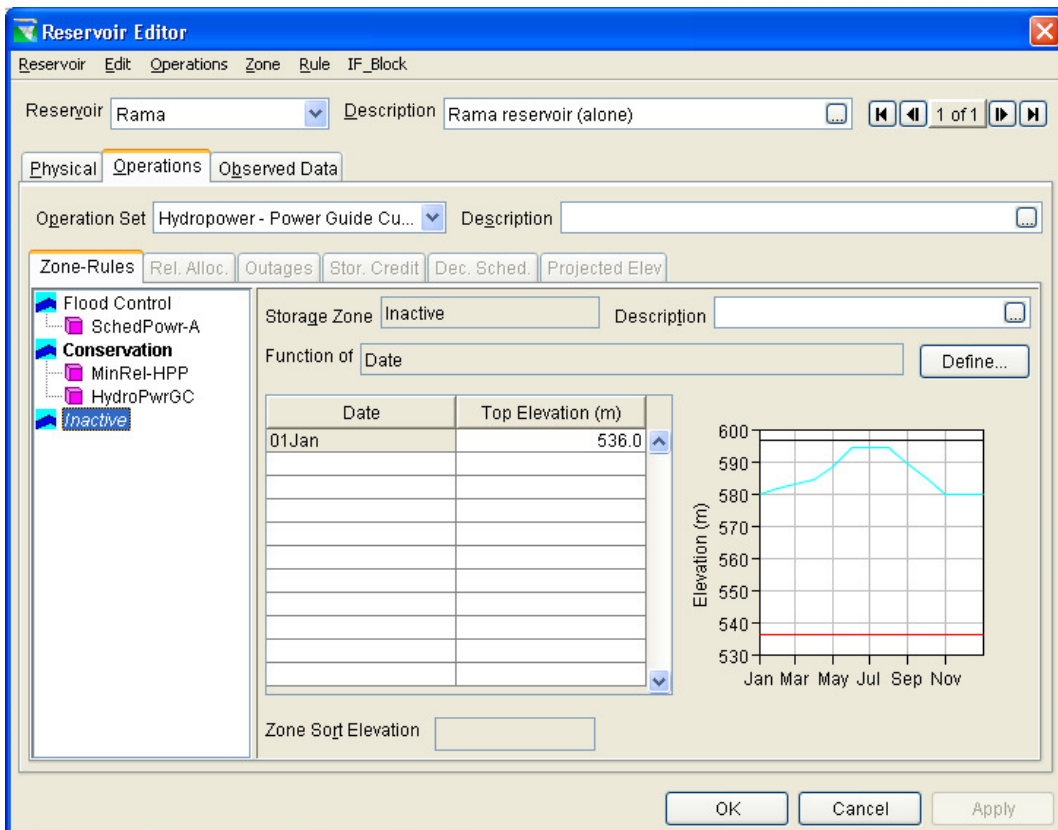 Reservoir Editor
Reservoir Edit Operations Zone Rule IF_Block
Reservoir Rama Description Rama reservoir (alone) ... 1 of 1
Physical Operations Observed Data
Operation Set Hydropower - Power Guide Cu... Description ...
Zone-Rules Rel. Alloc. Outages Stor. Credit Dec. Sched. Projected Elev
Flood Control
SchedPowr-A
Conservation
MinRel-HPP
HydroPwrGC
Inactive
Storage Zone Inactive Description ...
Function of Date Define...
Date Top Elevation (m)
01Jan 536.0
Elevation (m)
600
590
580
570
560
550
540
530
Jan Mar May Jul Sep Nov
Zone Sort Elevation
OK Cancel Apply